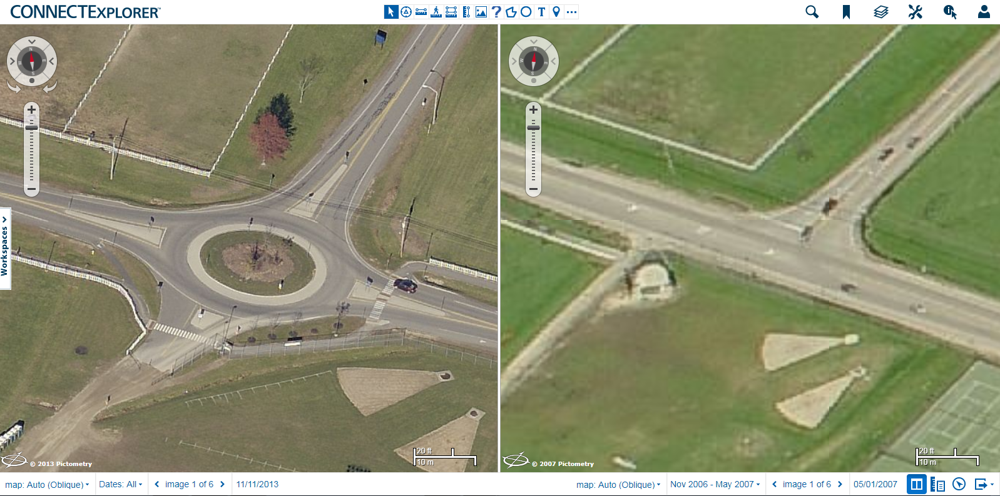 CONNECTEXPLORER™
? T
N
W E
S
N
W E
S
Workspaces
20 ft
10 m
© 2013 Pictometry
20 ft
10 m
© 2007 Pictometry
map: Auto (Oblique)
Dates: All
image 1 of 6
11/11/2013
map: Auto (Oblique)
Nov 2006 - May 2007
image 1 of 6
05/01/2007